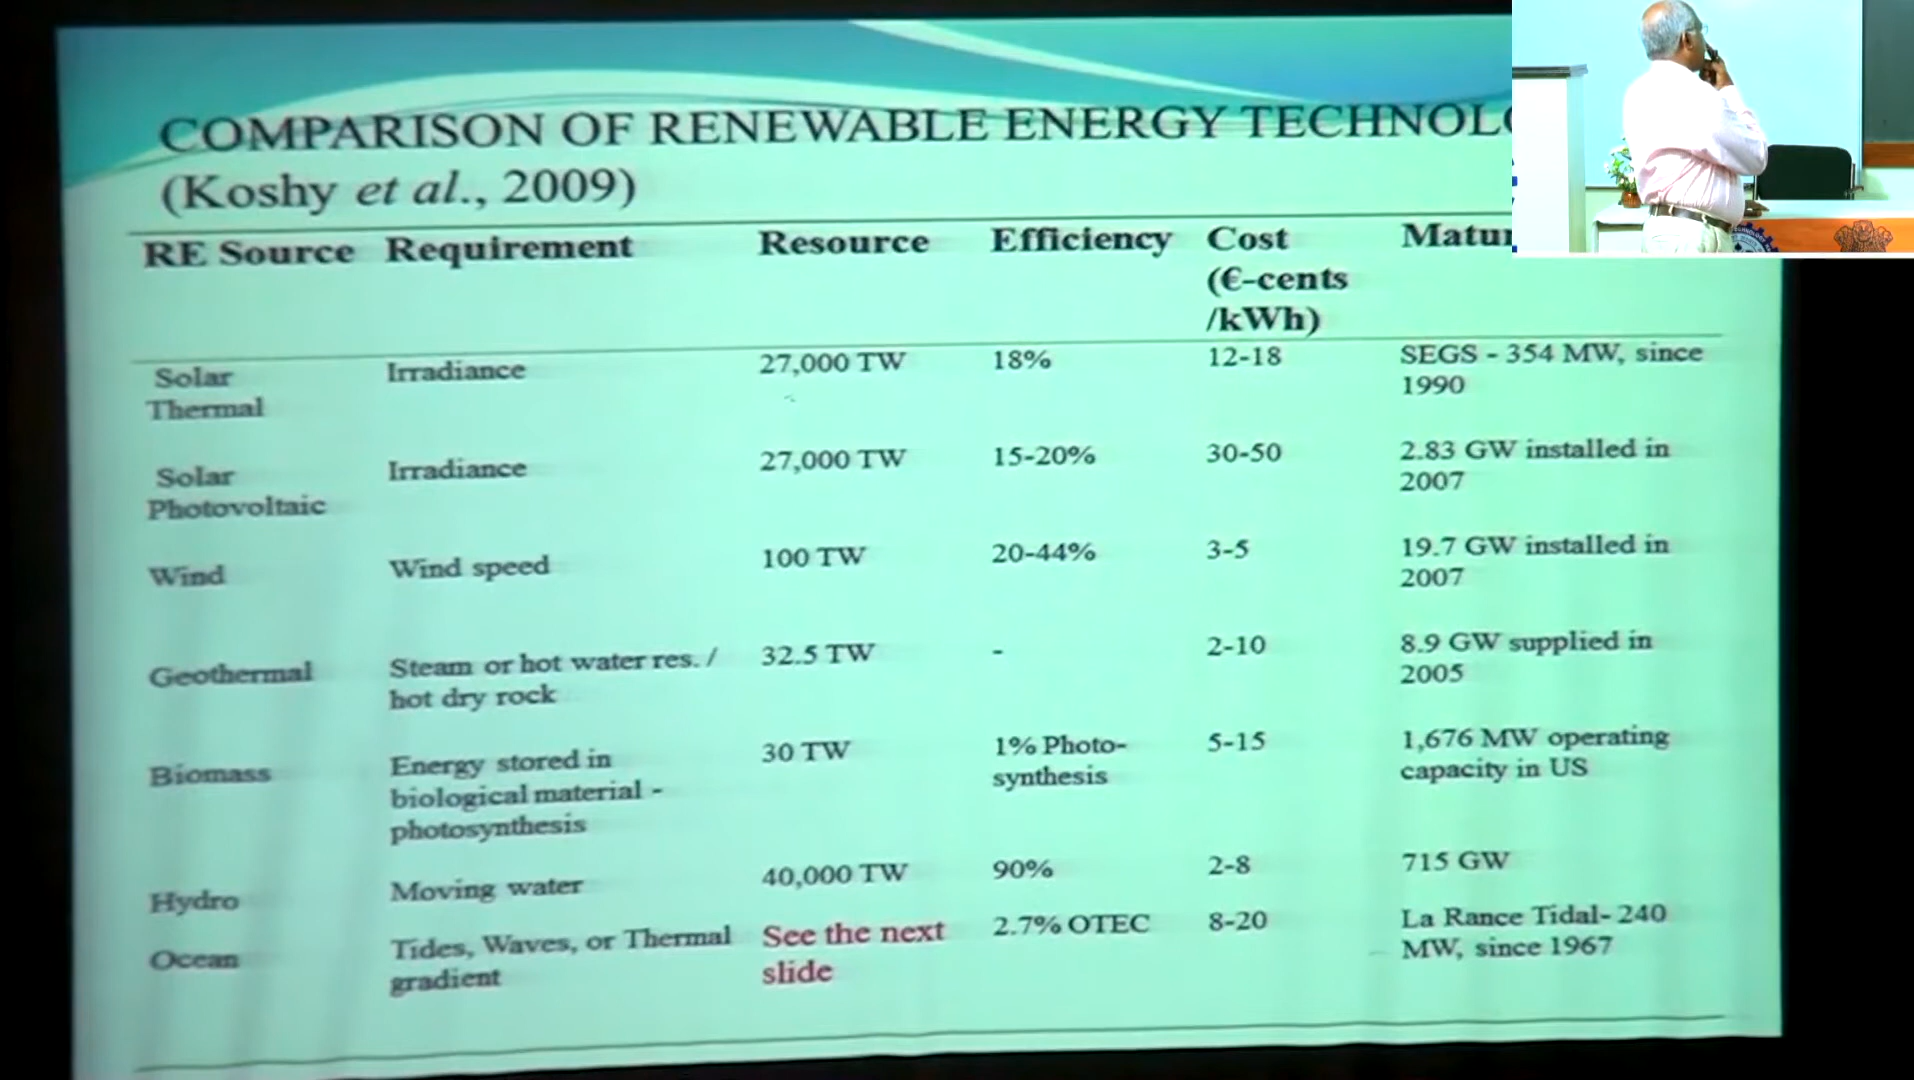 COMPARISON OF RENEWABLE ENERGY TECHNOL
(Koshy et al., 2009)
RE Source Requirement Resource Efficiency Cost (€-cents /kWh) Matur
Solar Thermal Irradiance 27,000 TW 18% 12-18 SEGS - 354 MW, since 1990
Solar Photovoltaic Irradiance 27,000 TW 15-20% 30-50 2.83 GW installed in 2007
Wind Wind speed 100 TW 20-44% 3-5 19.7 GW installed in 2007
Geothermal Steam or hot water res. / hot dry rock 32.5 TW - 2-10 8.9 GW supplied in 2005
Biomass Energy stored in biological material - photosynthesis 30 TW 1% Photo-synthesis 5-15 1,676 MW operating capacity in US
Hydro Moving water 40,000 TW 90% 2-8 715 GW
Ocean Tides, Waves, or Thermal gradient See the next slide 2.7% OTEC 8-20 La Rance Tidal- 240 MW, since 1967